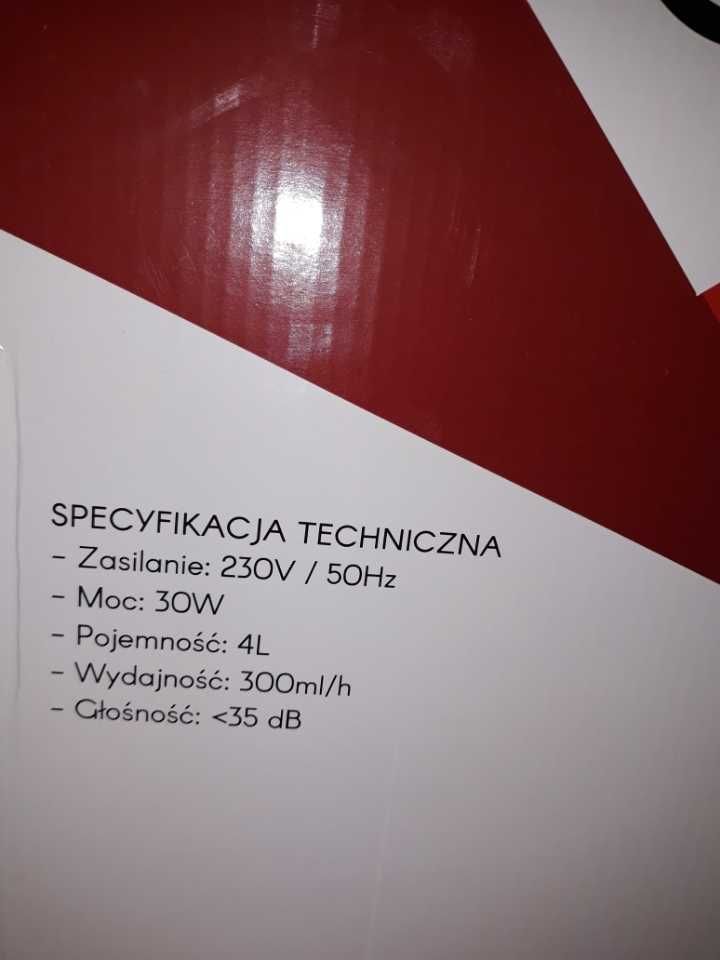 SPECYFIKACJA TECHNICZNA
- Zasilanie: 230V / 50Hz
- Moc: 30W
- Pojemność: 4L
- Wydajność: 300ml/h
- Głośność: <35 dB